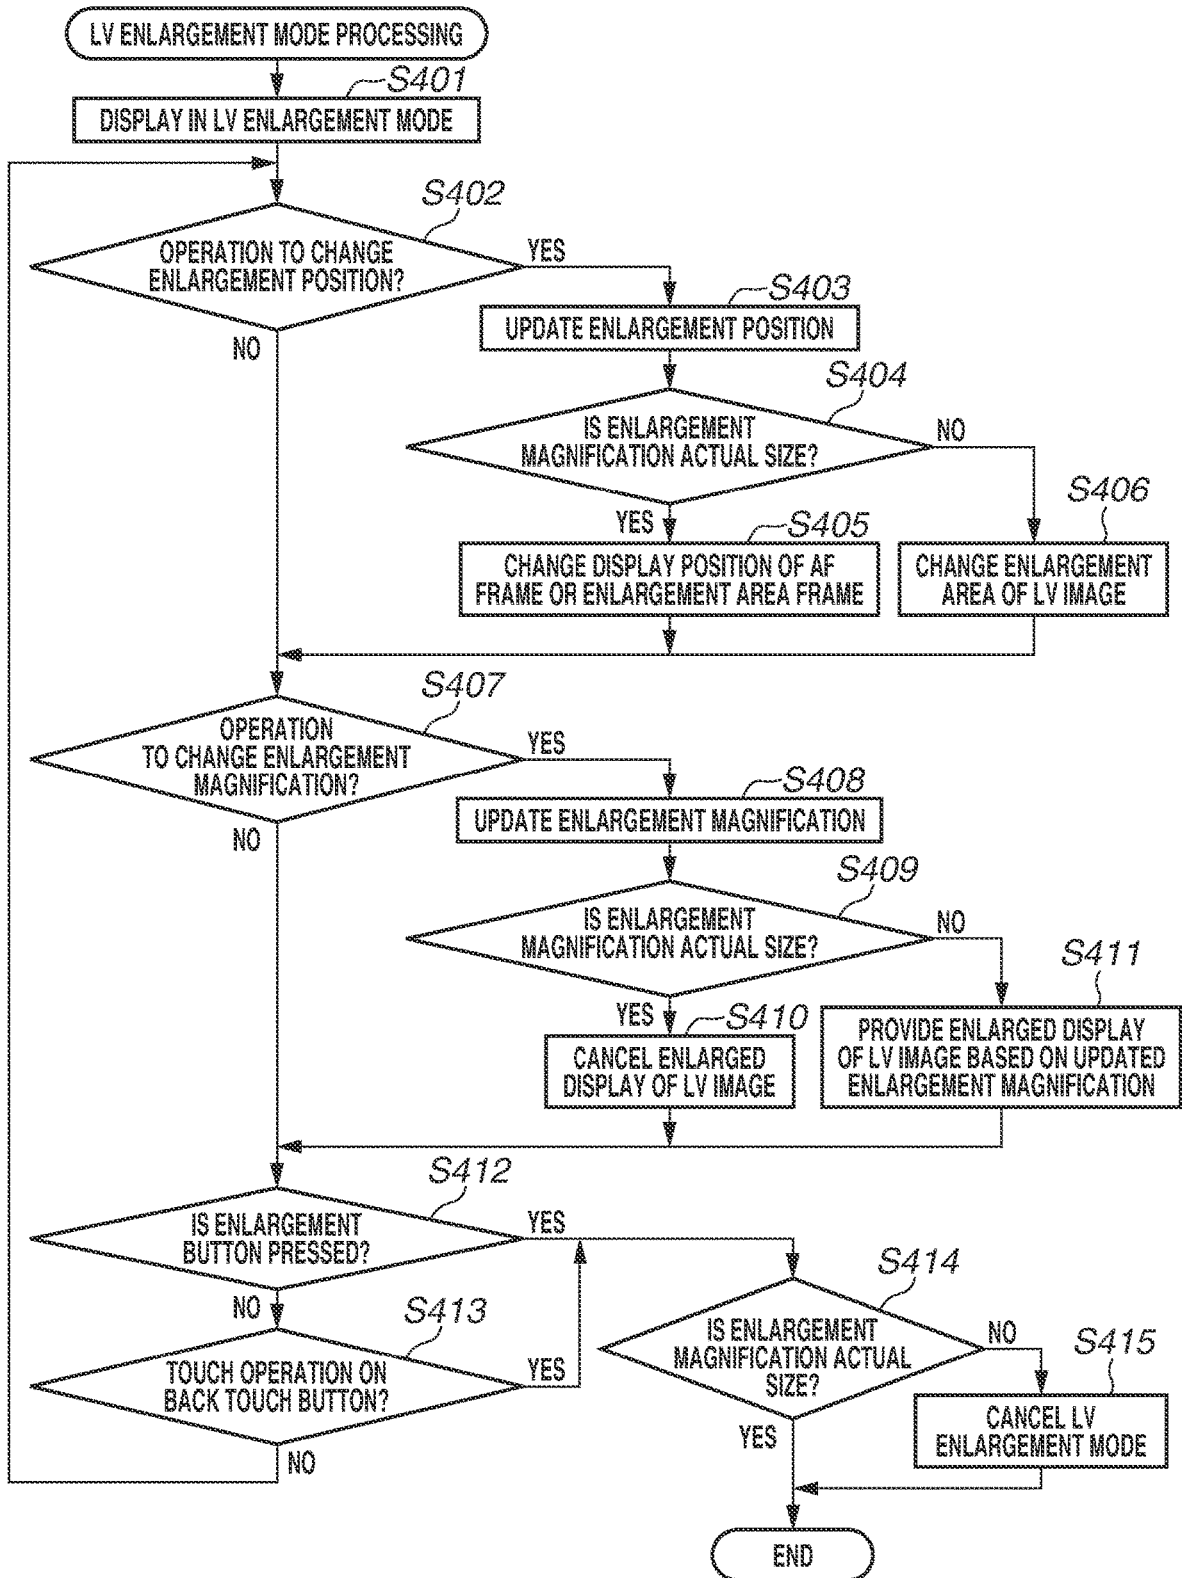 LV ENLARGEMENT MODE PROCESSING
S401
DISPLAY IN LV ENLARGEMENT MODE
S402
OPERATION TO CHANGE
ENLARGEMENT POSITION?
YES
NO
S403
UPDATE ENLARGEMENT POSITION
S404
IS ENLARGEMENT
MAGNIFICATION ACTUAL SIZE?
NO
YES
S405
CHANGE DISPLAY POSITION OF AF
FRAME OR ENLARGEMENT AREA FRAME
S406
CHANGE ENLARGEMENT
AREA OF LV IMAGE
S407
OPERATION
TO CHANGE ENLARGEMENT
MAGNIFICATION?
YES
NO
S408
UPDATE ENLARGEMENT MAGNIFICATION
S409
IS ENLARGEMENT
MAGNIFICATION ACTUAL SIZE?
NO
YES
S410
CANCEL ENLARGED
DISPLAY OF LV IMAGE
S411
PROVIDE ENLARGED DISPLAY
OF LV IMAGE BASED ON UPDATED
ENLARGEMENT MAGNIFICATION
S412
IS ENLARGEMENT
BUTTON PRESSED?
YES
NO
S413
TOUCH OPERATION ON
BACK TOUCH BUTTON?
YES
NO
S414
IS ENLARGEMENT
MAGNIFICATION ACTUAL
SIZE?
NO
YES
S415
CANCEL LV
ENLARGEMENT MODE
END